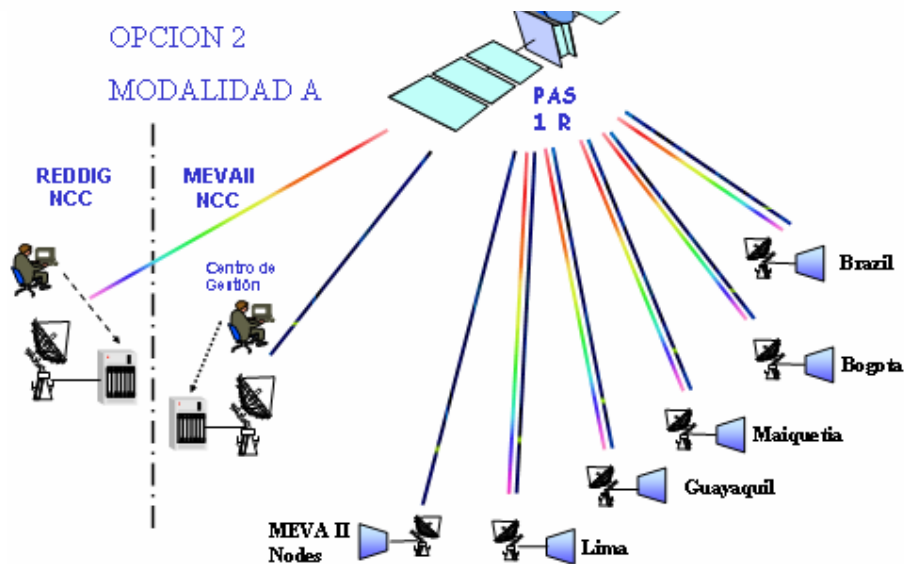 OPCION 2
MODALIDAD A
PAS
1 R
REDDIG
NCC
MEVAII
NCC
Centro de
Gestión
Brazil
Bogota
Maiquetia
Guayaquil
MEVA II
Nodes
Lima